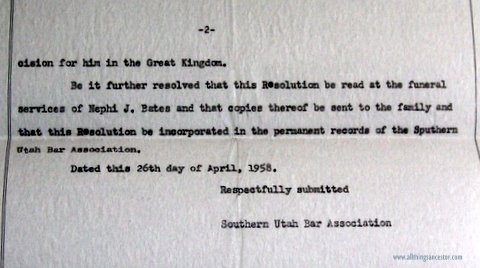 -2-
cision for him in the Great Kingdom.
Be it further resolved that this Resolution be read at the funeral
services of Nephi J. Bates and that copies thereof be sent to the family and
that this Resolution be incorporated in the permanent records of the Sputhern
Utah Bar Association.
Dated this 26th day of April, 1958.
Respectfully submitted
Southern Utah Bar Association
www.allthingsancestor.com